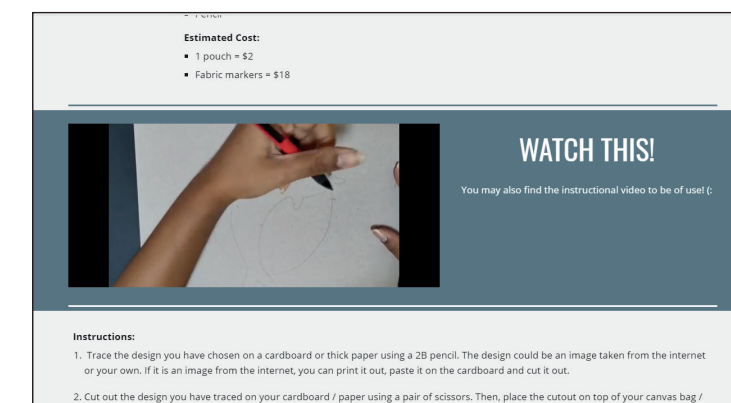 Estimated Cost:
▪ 1 pouch = $2
▪ Fabric markers = $18
WATCH THIS!
You may also find the instructional video to be of use! (:
Instructions:
1. Trace the design you have chosen on a cardboard or thick paper using a 2B pencil. The design could be an image taken from the internet
or your own. If it is an image from the internet, you can print it out, paste it on the cardboard and cut it out.
2. Cut out the design you have traced on your cardboard / paper using a pair of scissors. Then, place the cutout on top of your canvas bag /